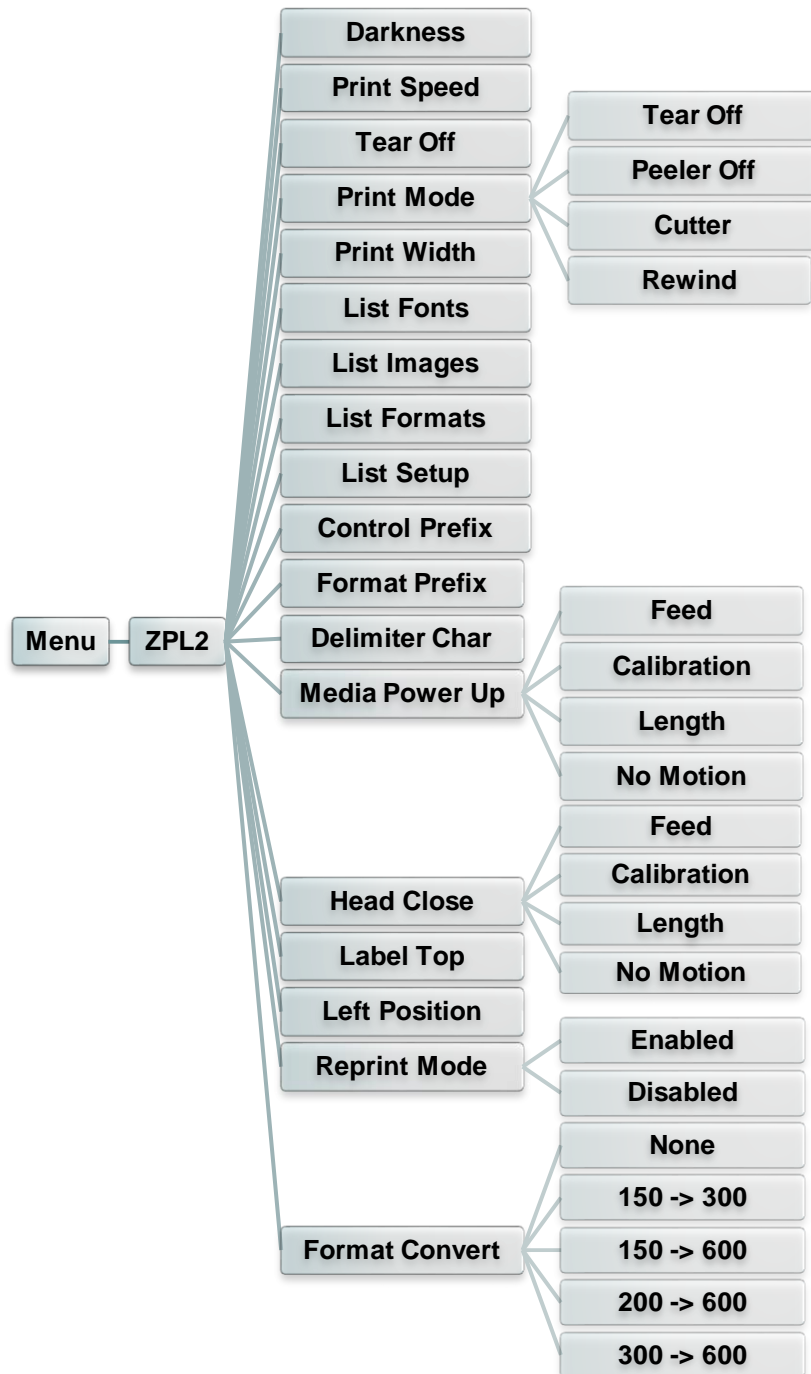 Menu
ZPL2
Darkness
Print Speed
Tear Off
Print Mode
Tear Off
Peeler Off
Cutter
Rewind
Print Width
List Fonts
List Images
List Formats
List Setup
Control Prefix
Format Prefix
Delimiter Char
Media Power Up
Feed
Calibration
Length
No Motion
Head Close
Feed
Calibration
Length
No Motion
Label Top
Left Position
Reprint Mode
Enabled
Disabled
Format Convert
None
150 -> 300
150 -> 600
200 -> 600
300 -> 600